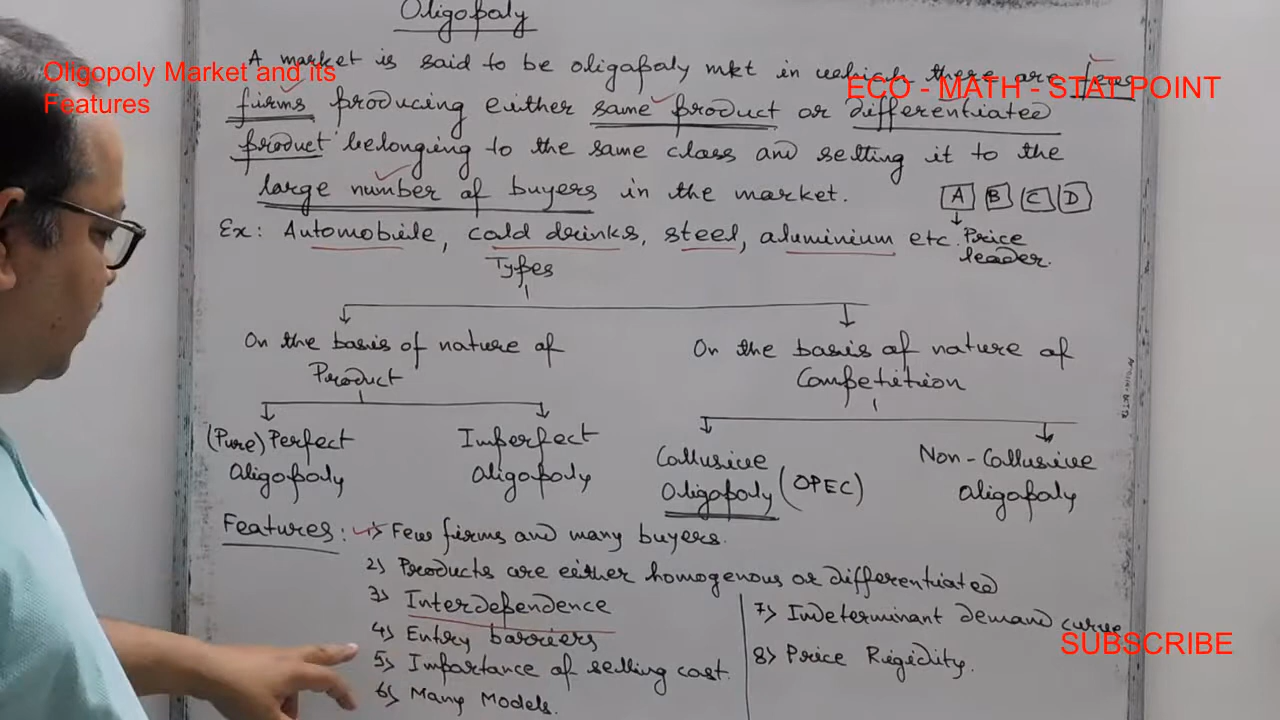 Oligopoly
A market is said to be oligopoly mkt in which there are few
firms producing either same product or differentiated
product belonging to the same class and selling it to the
large number of buyers in the market.
A B C D
Ex: Automobile, cold drinks, steel, aluminium etc. Price
leader.
Types
On the basis of nature of
Product
On the basis of nature of
Competition
(Pure) Perfect
Oligopoly
Imperfect
Oligopoly
Collusive
Oligopoly (OPEC)
Non-Collusive
Oligopoly
Features: 1) Few firms and many buyers.
2) Products are either homogenous or differentiated
3) Interdependence
4) Entry barriers
5) Importance of selling cost.
6) Many Models.
7) Indeterminant demand curve
8) Price Rigedity.
Oligopoly Market and its
Features
ECO - MATH - STAT POINT
SUBSCRIBE